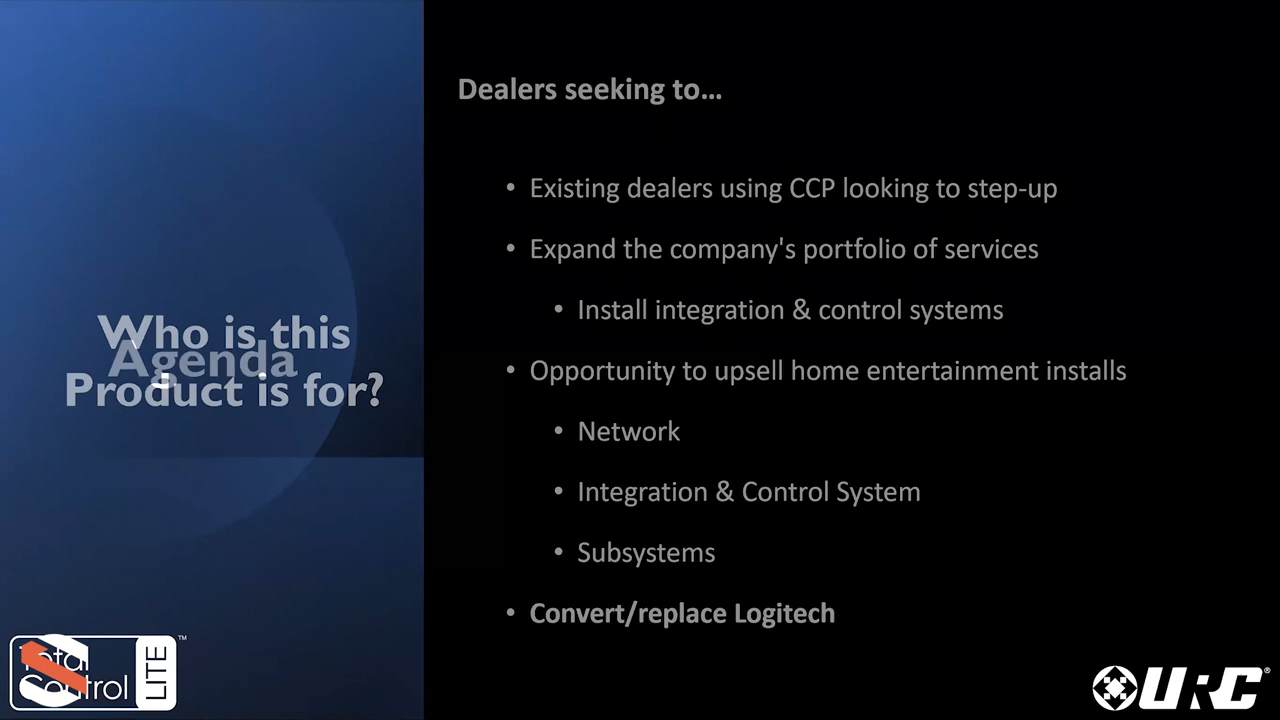 Dealers seeking to…
• Existing dealers using CCP looking to step-up
• Expand the company's portfolio of services
• Install integration & control systems
• Opportunity to upsell home entertainment installs
• Network
• Integration & Control System
• Subsystems
• Convert/replace Logitech
Who is this
Agenda
Product is for?
Total
Control
LITE
™
URC®